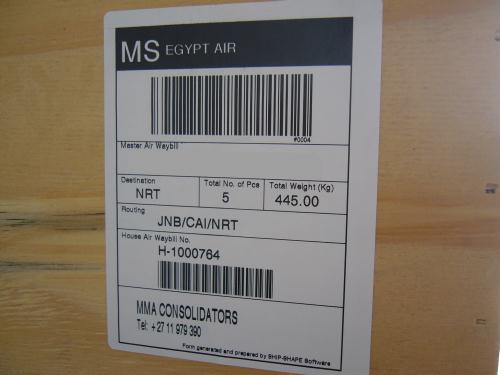 MS EGYPT AIR
#0004
Master Air Waybill
Destination Total No. of Pcs Total Weight (Kg)
NRT 5 445.00
Routing
JNB/CAI/NRT
House Air Waybill No.
H-1000764
MMA CONSOLIDATORS
Tel: +27 11 979 390
Form generated and prepared by SHIP-SHAPE Software